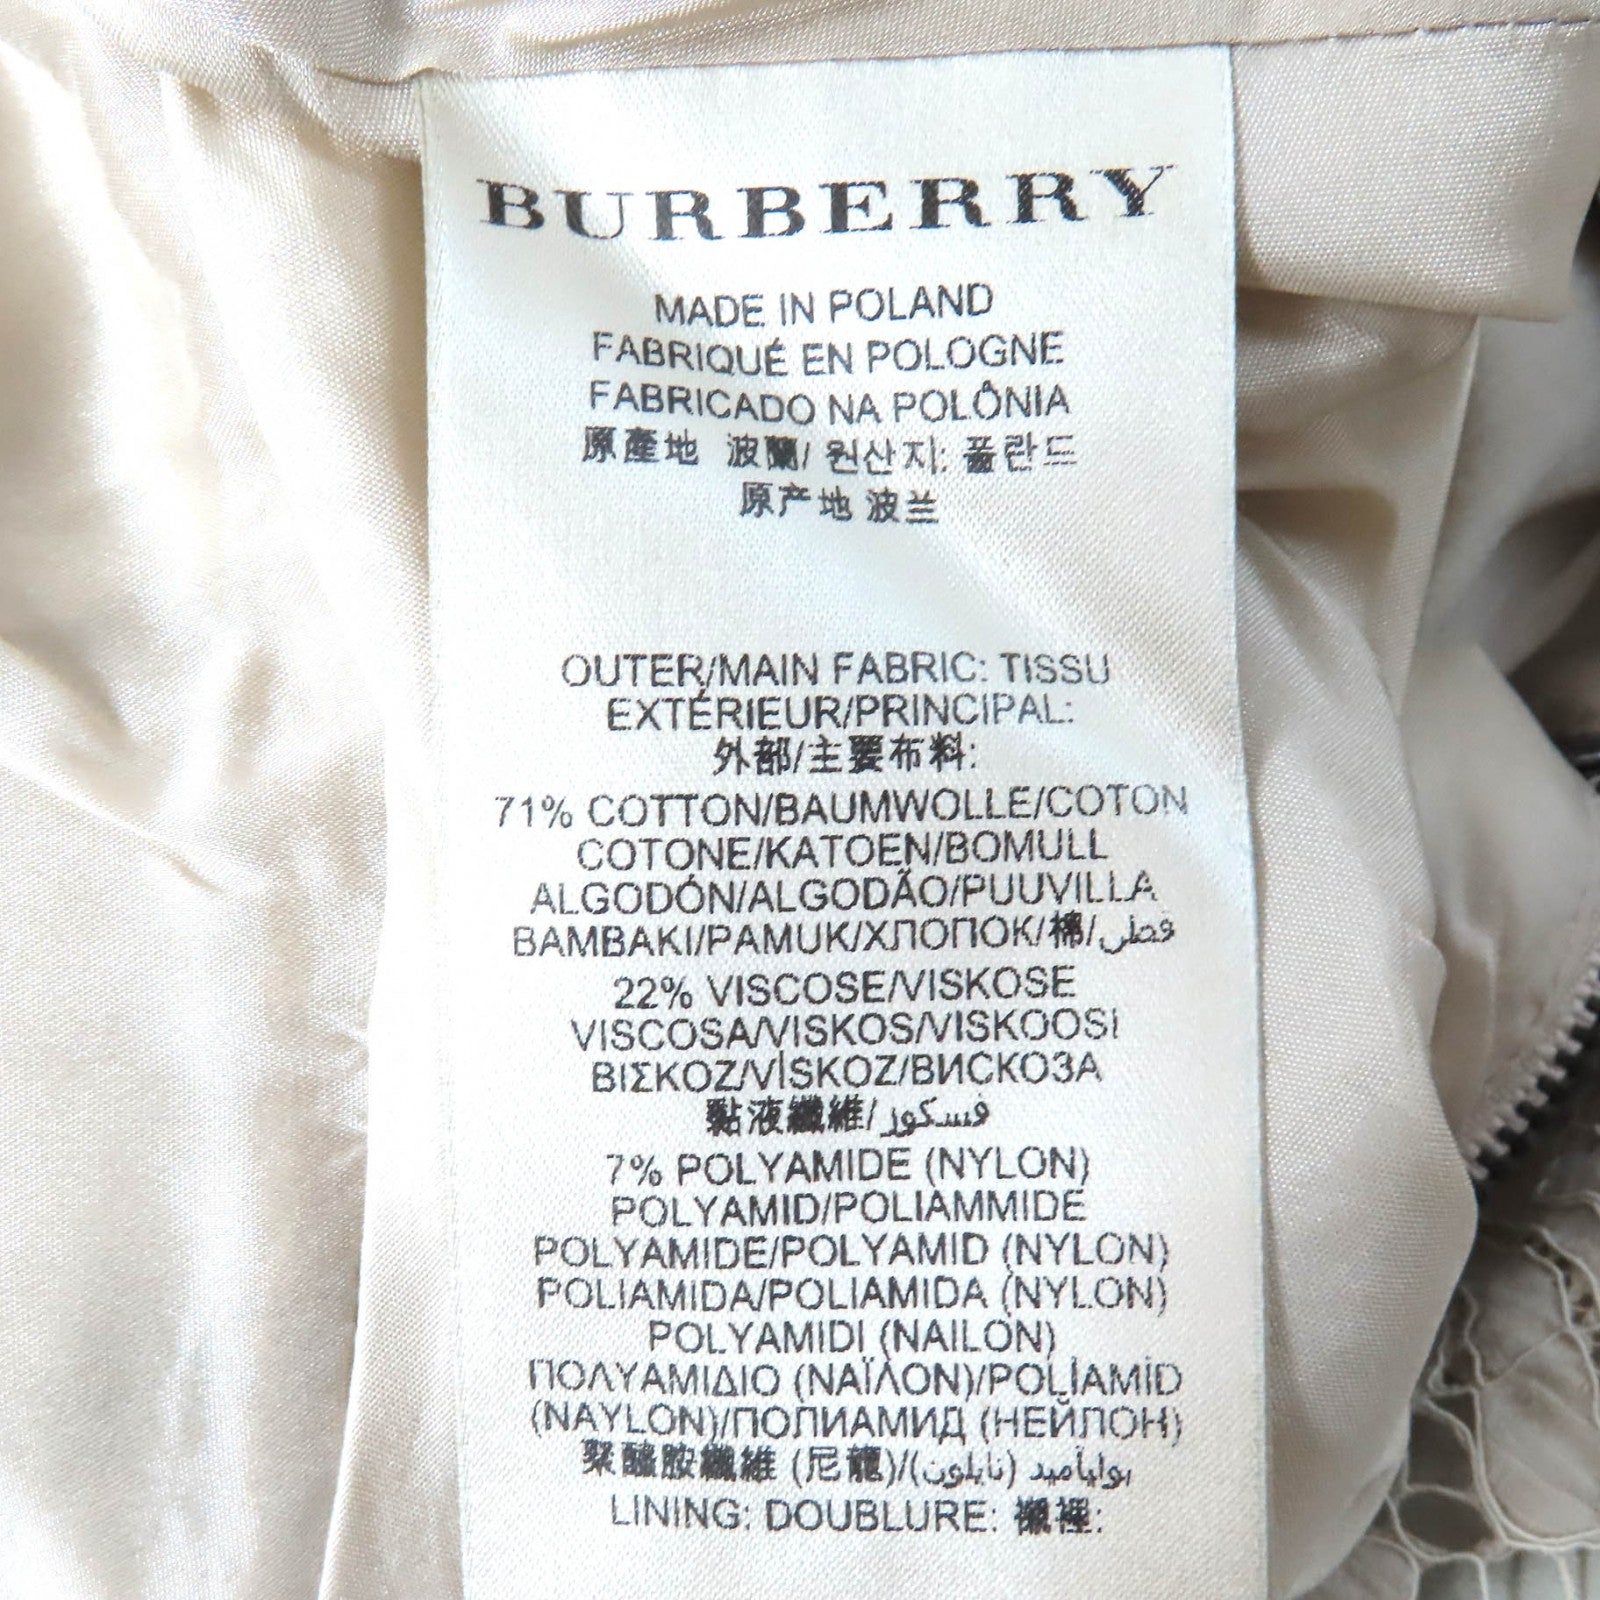 BURBERRY
MADE IN POLAND
FABRIQUÉ EN POLOGNE
FABRICADO NA POLÔNIA
原產地 波蘭/ 원산지: 폴란드
原产地 波兰
OUTER/MAIN FABRIC: TISSU
EXTÉRIEUR/PRINCIPAL:
外部/主要布料:
71% COTTON/BAUMWOLLE/COTON
COTONE/KATOEN/BOMULL
ALGODÓN/ALGODÃO/PUUVILLA
BAMBAKI/PAMUK/ХЛОПОК/棉/قطن
22% VISCOSE/VISKOSE
VISCOSA/VISKOS/VISKOOSI
ΒΙΣΚΟΖ/VİSKOZ/ВИСКОЗА
黏液纖維/فسكوز
7% POLYAMIDE (NYLON)
POLYAMID/POLIAMMIDE
POLYAMIDE/POLYAMID (NYLON)
POLIAMIDA/POLIAMIDA (NYLON)
POLYAMIDI (NAILON)
ΠΟΛΥΑΜΙΔΙΟ (ΝΑΪΛΟΝ)/POLİAMİD
(NAYLON)/ПОЛИАМИД (НЕЙЛОН)
聚醯胺纖維 (尼龍)/بوليأميد (نايلون)
LINING: DOUBLURE: 襯裡: